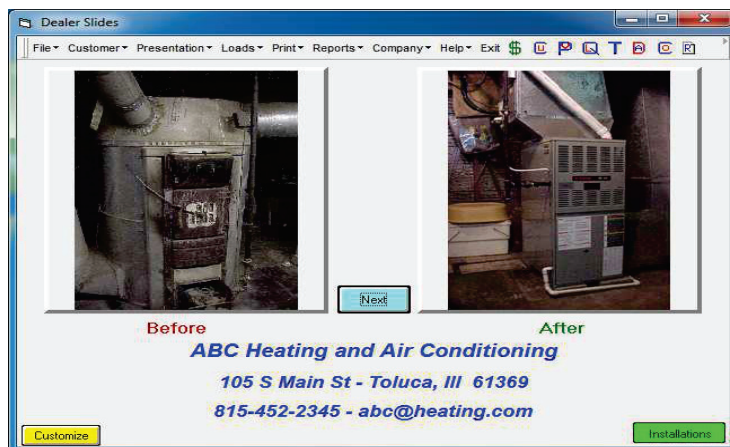 Dealer Slides
File Customer Presentation Loads Print Reports Company Help Exit $ U P Q T A O R
Next
Before After
ABC Heating and Air Conditioning
105 S Main St - Toluca, Ill 61369
815-452-2345 - abc@heating.com
Customize Installations